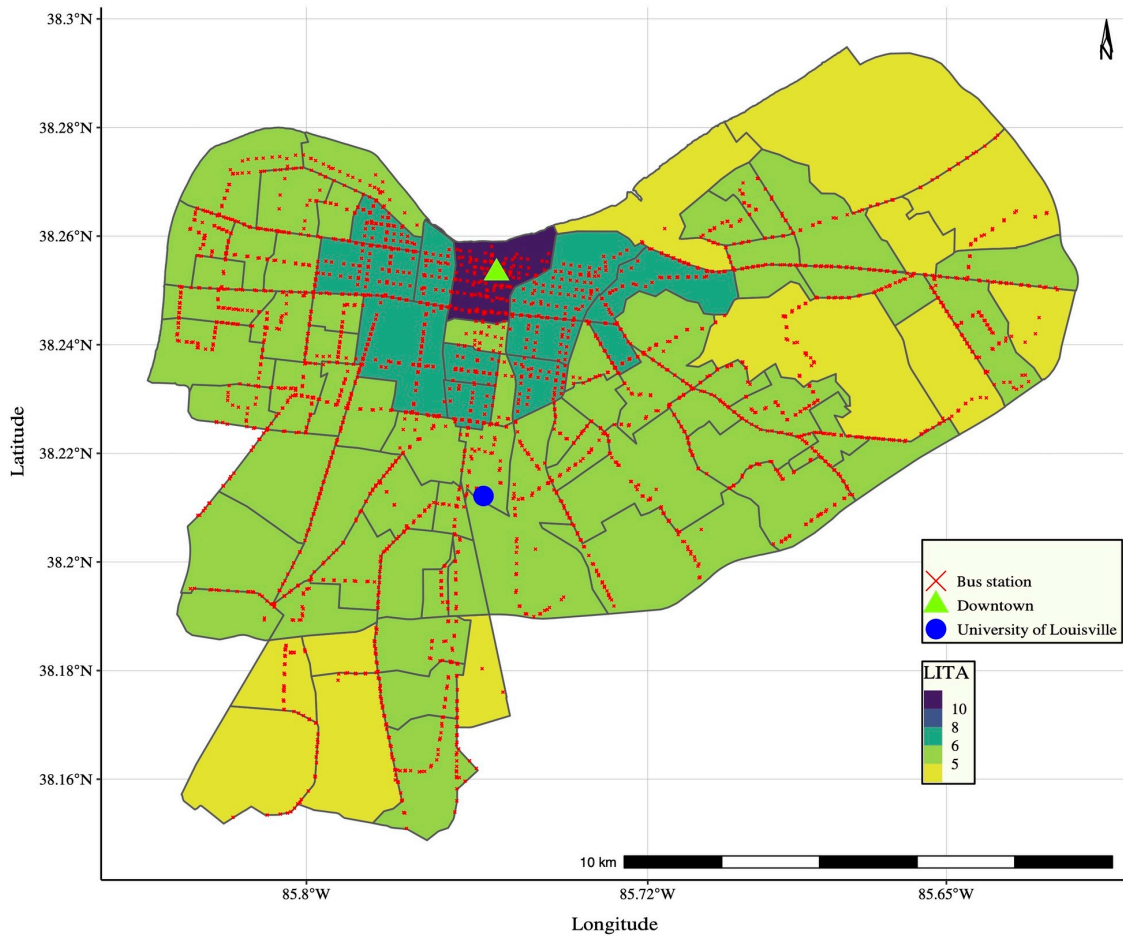 38.3°N
38.28°N
38.26°N
38.24°N
38.22°N
38.2°N
38.18°N
38.16°N
Latitude
N
Bus station
Downtown
University of Louisville
LITA
10
8
6
5
10 km
85.8°W
85.72°W
85.65°W
Longitude